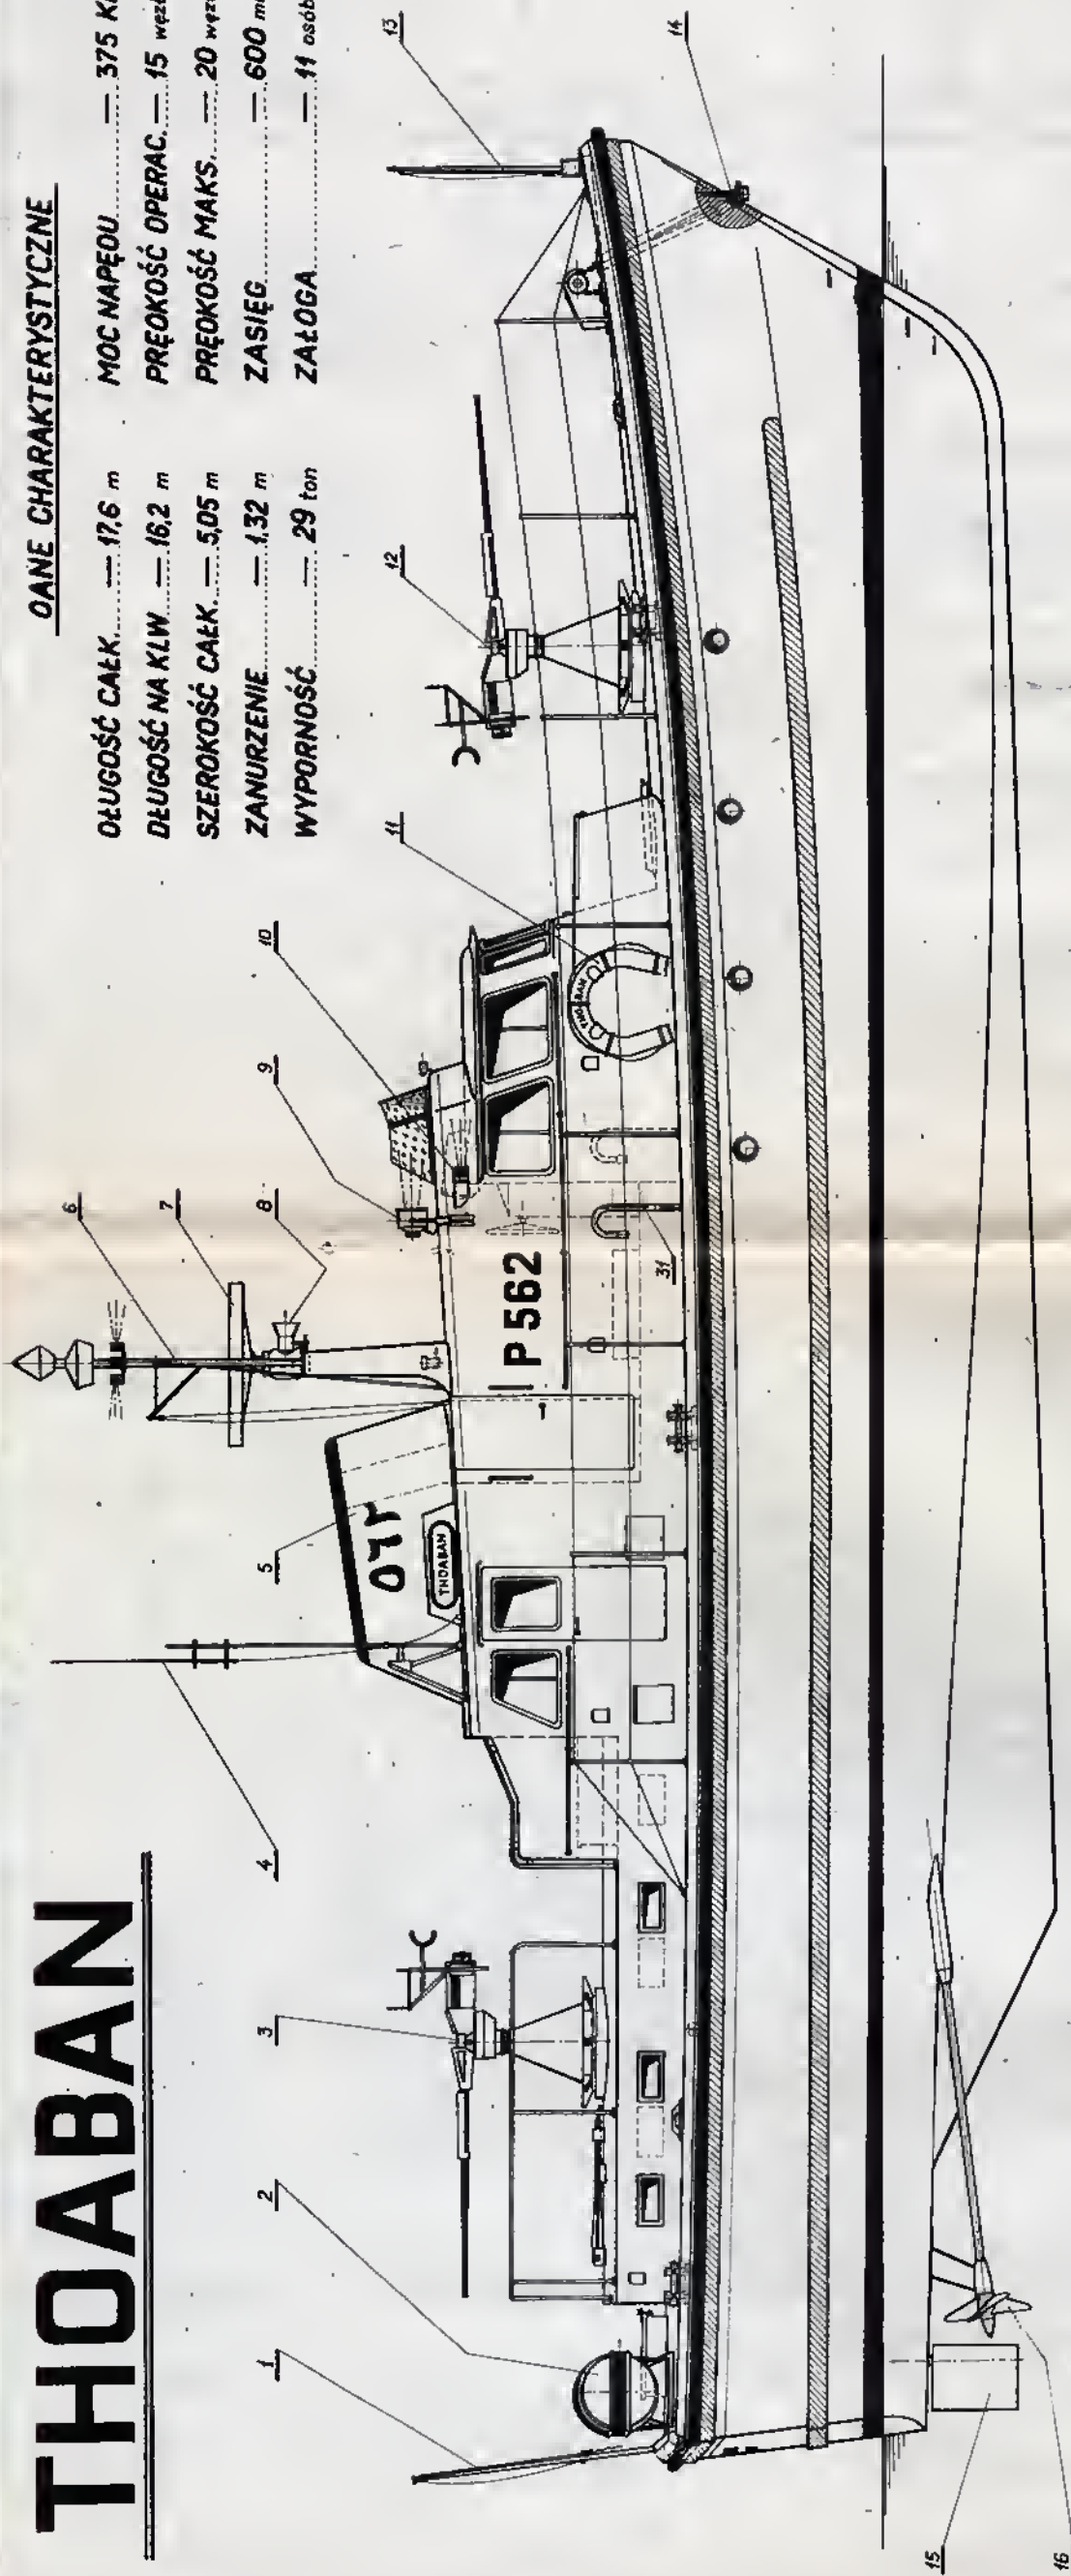 THOABAN
DANE CHARAKTERYSTYCZNE
DŁUGOŚĆ CAŁK. — 17,6 m
DŁUGOŚĆ NA KLW — 16,2 m
SZEROKOŚĆ CAŁK. — 5,05 m
ZANURZENIE — 1,32 m
WYPORNOŚĆ — 29 ton
MOC NAPĘDU — 375
PRĘDKOŚĆ OPERAC. — 15
PRĘDKOŚĆ MAKS. — 20
ZASIĘG — 600
ZAŁOGA — 11 osób
1
2
3
4
5
6
7
8
9
10
11
12
13
14
٥٦٢
THOABAN
P 562
THOABAN
31
15
16